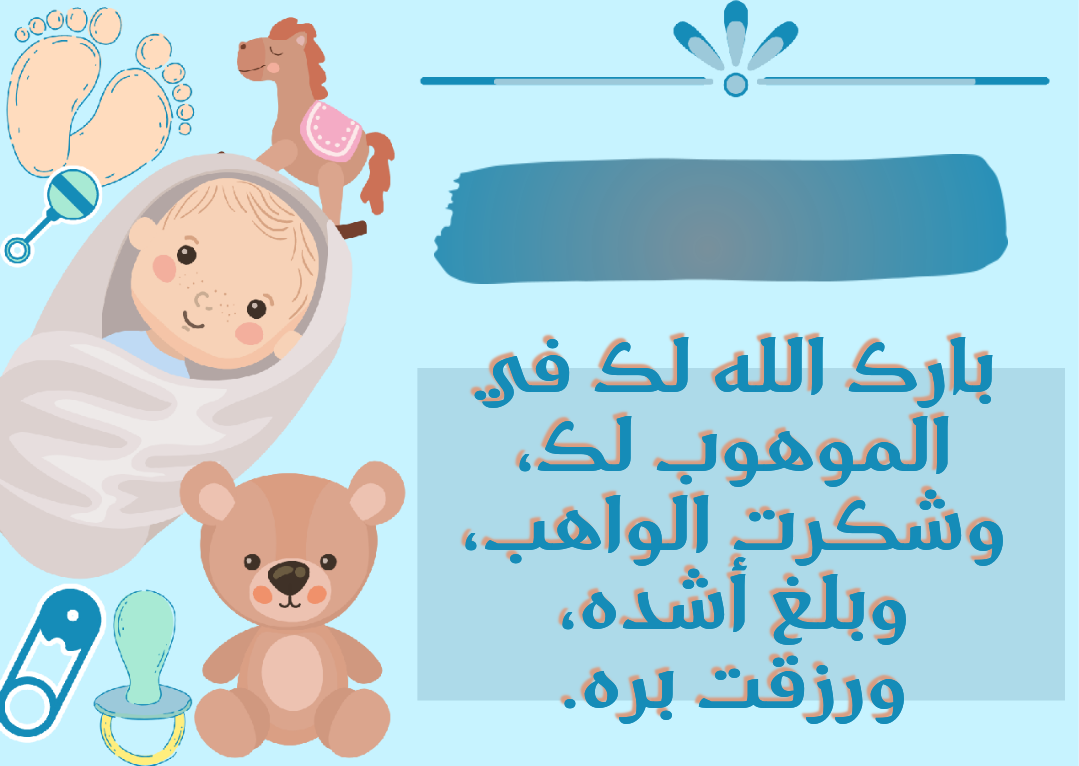 بارك الله لك في
الموهوب لك،
وشكرت الواهب،
وبلغ أشده،
ورزقت بره.